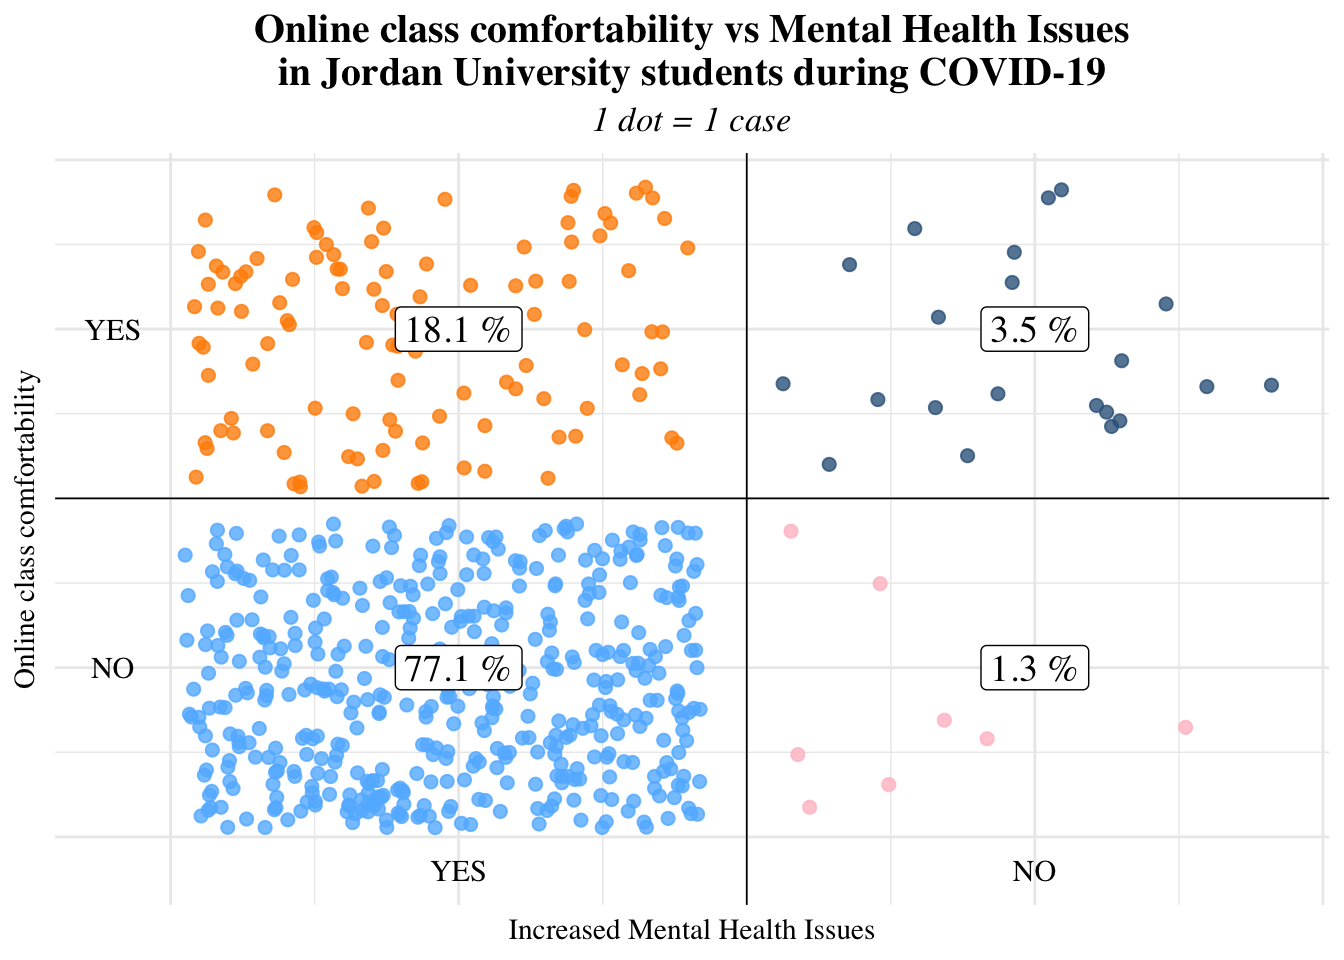 Online class comfortability vs Mental Health Issues
in Jordan University students during COVID-19
1 dot = 1 case
YES
18.1 %
3.5 %
Online class comfortability
NO
77.1 %
1.3 %
YES
NO
Increased Mental Health Issues